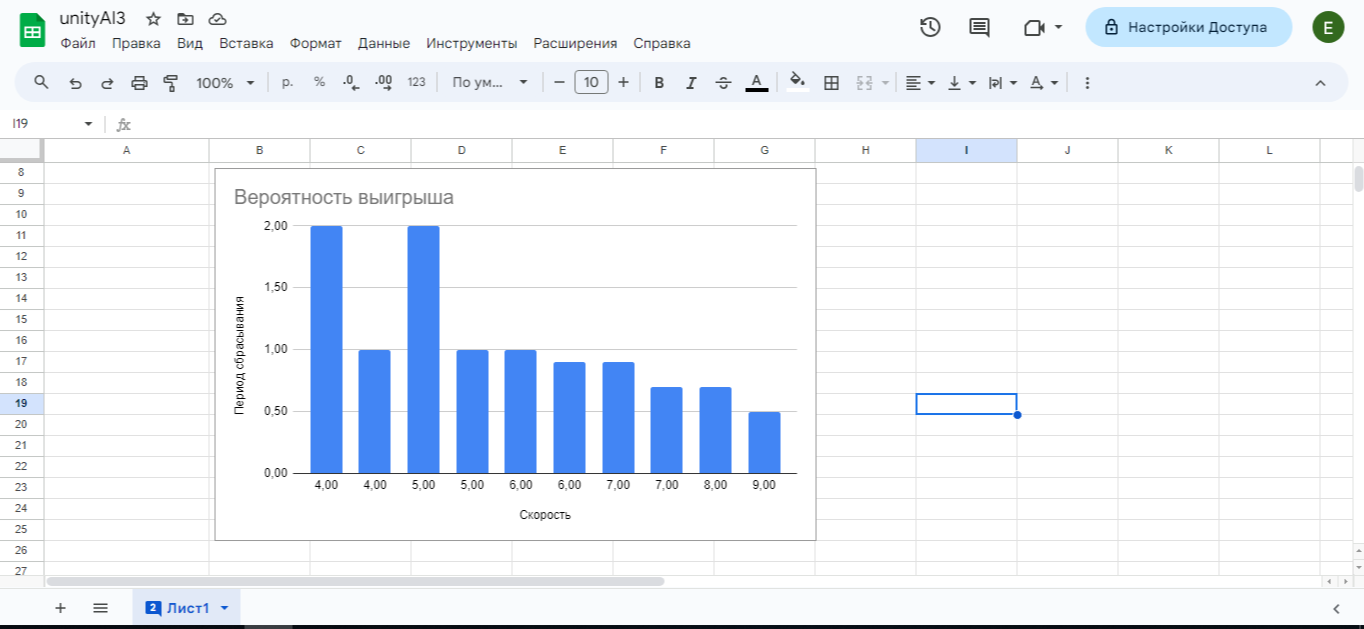 unityAI3
Файл Правка Вид Вставка Формат Данные Инструменты Расширения Справка
Настройки Доступа
E
100% р. % .0 .00 123 По ум... 10 B I A
I19 fx
A B C D E F G H I J K L
8
9
10
11
12
13
14
15
16
17
18
19
20
21
22
23
24
25
26
27
Вероятность выигрыша
Период сбрасывания
2,00
1,50
1,00
0,50
0,00
4,00 4,00 5,00 5,00 6,00 6,00 7,00 7,00 8,00 9,00
Скорость
2 Лист1